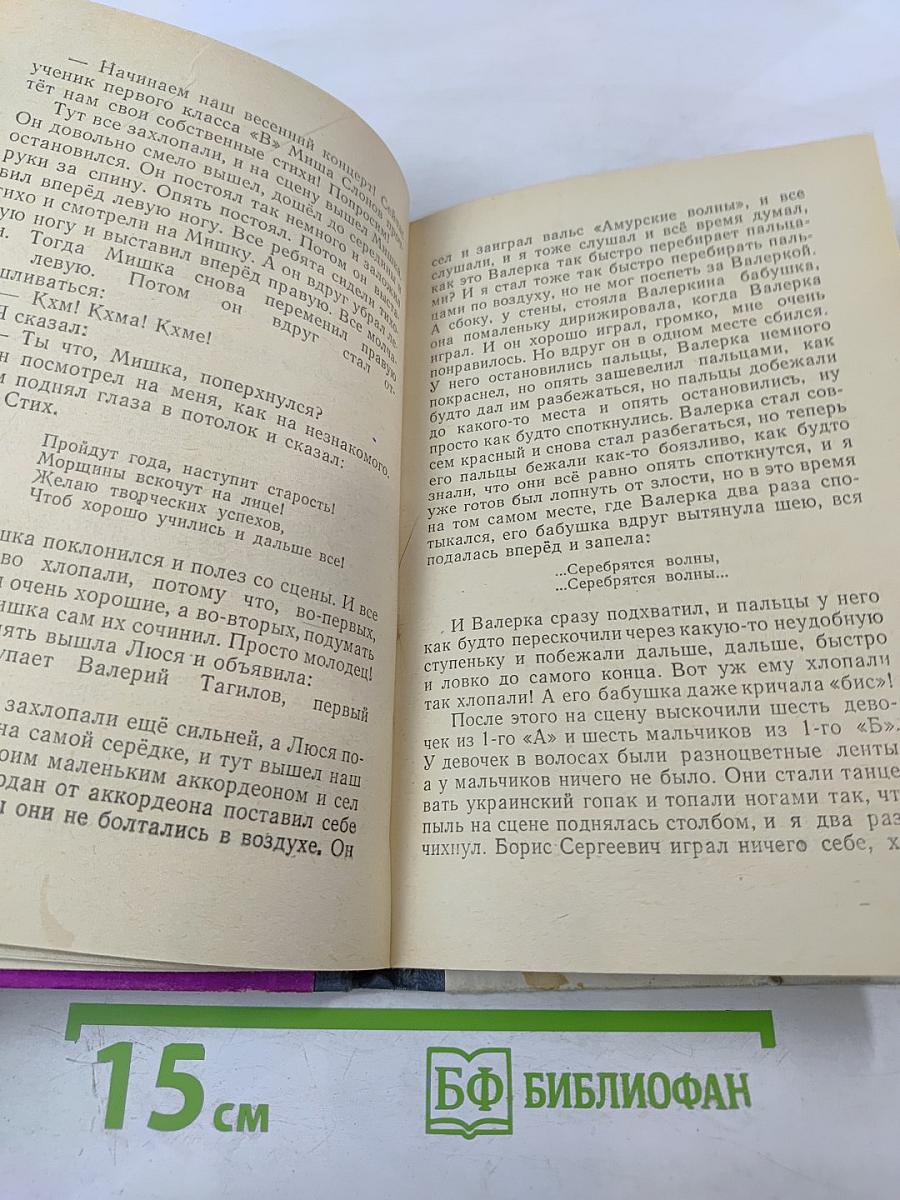 — Начинаем наш весенний концерт! Сейчас
ученик первого класса «В» Миша Слонов проч-
тёт нам свои собственные стихи! Попросим!
Тут все захлопали, и на сцену вышел Мишка.
Он довольно смело вышел, дошёл до середины и
остановился. Он постоял так немного и заложил
руки за спину. Опять постоял. Потом он выста-
вил вперёд левую ногу. Все ребята сидели тихо-
тихо и смотрели на Мишку. А он вдруг убрал ле-
вую ногу и выставил вперёд правую. Все молча-
и. Тогда Мишка снова переменил правую
левую. Потом он вдруг стал от-
шливаться:
— Кхм! Кхма! Кхме!
Я сказал:
— Ты что, Мишка, поперхнулся?
н посмотрел на меня, как на незнакомого.
м поднял глаза в потолок и сказал:
Стих.
Пройдут года, наступит старость!
Морщины вскочут на лице!
Желаю творческих успехов,
Чтоб хорошо учились и дальше все!
шка поклонился и полез со сцены. И все
во хлопали, потому что, во-первых,
и очень хорошие, а во-вторых, подумать
ишка сам их сочинил. Просто молодец!
пять вышла Люся и объявила:
упает Валерий Тагилов, первый
захлопали ещё сильней, а Люся по-
на самой серёдке, и тут вышел наш
оим маленьким аккордеоном и сел
одан от аккордеона поставил себе
ы они не болтались в воздухе. Он
сел и заиграл вальс «Амурские волны», и все
слушали, и я тоже слушал и всё время думал,
как это Валерка так быстро перебирает пальца-
ми? И я стал тоже так быстро перебирать паль-
цами по воздуху, но не мог поспеть за Валеркой.
А сбоку, у стены, стояла Валеркина бабушка,
она помаленьку дирижировала, когда Валерка
играл. И он хорошо играл, громко, мне очень
понравилось. Но вдруг он в одном месте сбился.
У него остановились пальцы, Валерка немного
покраснел, но опять зашевелил пальцами, как
будто дал им разбежаться, но пальцы добежали
до какого-то места и опять остановились, ну
просто как будто споткнулись. Валерка стал сов-
сем красный и снова стал разбегаться, но теперь
его пальцы бежали как-то боязливо, как будто
знали, что они всё равно опять споткнутся, и я
уже готов был лопнуть от злости, но в это время
на том самом месте, где Валерка два раза спо-
тыкался, его бабушка вдруг вытянула шею, вся
подалась вперёд и запела:
...Серебрятся волны,
...Серебрятся волны...
И Валерка сразу подхватил, и пальцы у него
как будто перескочили через какую-то неудобную
ступеньку и побежали дальше, дальше, быстро
и ловко до самого конца. Вот уж ему хлопали
так хлопали! А его бабушка даже кричала «бис»!
После этого на сцену выскочили шесть дево-
чек из 1-го «А» и шесть мальчиков из 1-го «Б».
У девочек в волосах были разноцветные ленты
а у мальчиков ничего не было. Они стали танце
вать украинский гопак и топали ногами так, чт
пыль на сцене поднялась столбом, и я два раз
чихнул. Борис Сергеевич играл ничего себе, х
15 см
БФ БИБЛИОФАН